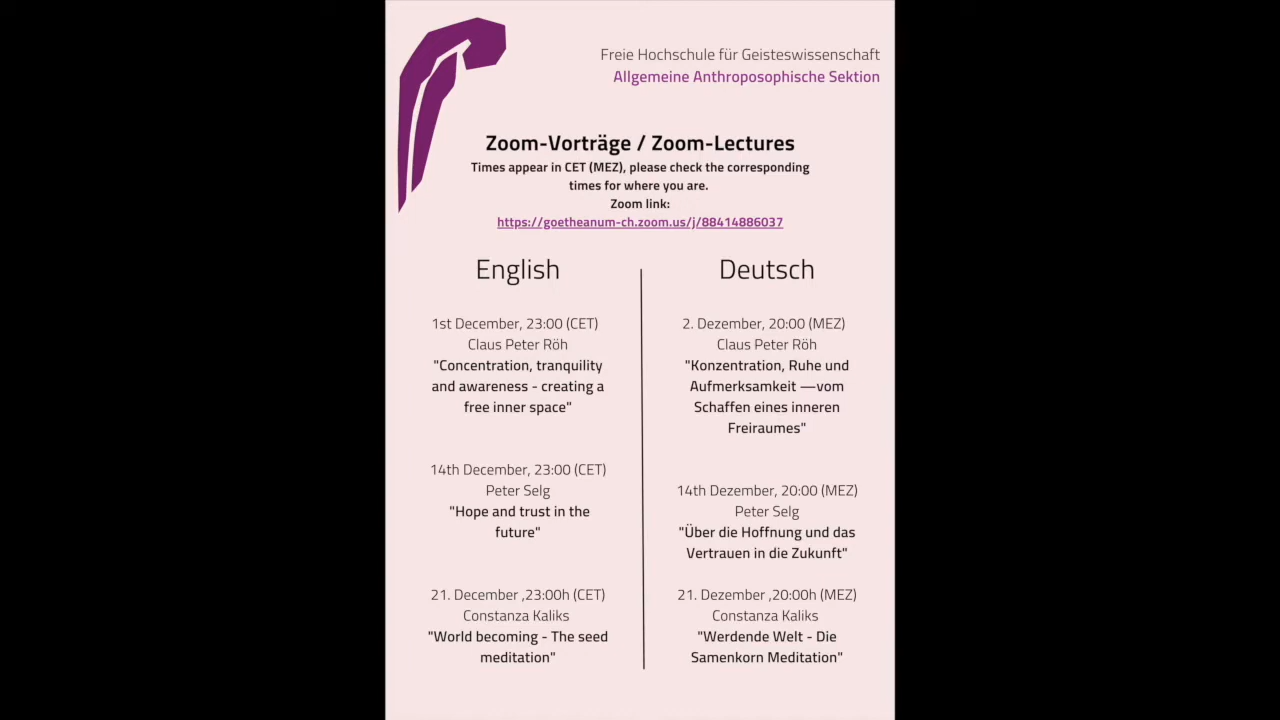 Freie Hochschule für Geisteswissenschaft
Allgemeine Anthroposophische Sektion
Zoom-Vorträge / Zoom-Lectures
Times appear in CET (MEZ), please check the corresponding
times for where you are.
Zoom link:
https://goetheanum-ch.zoom.us/j/88414886037
English
1st December, 23:00 (CET)
Claus Peter Röh
"Concentration, tranquility
and awareness - creating a
free inner space"
14th December, 23:00 (CET)
Peter Selg
"Hope and trust in the
future"
21. December ,23:00h (CET)
Constanza Kaliks
"World becoming - The seed
meditation"
Deutsch
2. Dezember, 20:00 (MEZ)
Claus Peter Röh
"Konzentration, Ruhe und
Aufmerksamkeit —vom
Schaffen eines inneren
Freiraumes"
14th Dezember, 20:00 (MEZ)
Peter Selg
"Über die Hoffnung und das
Vertrauen in die Zukunft"
21. Dezember ,20:00h (MEZ)
Constanza Kaliks
"Werdende Welt - Die
Samenkorn Meditation"